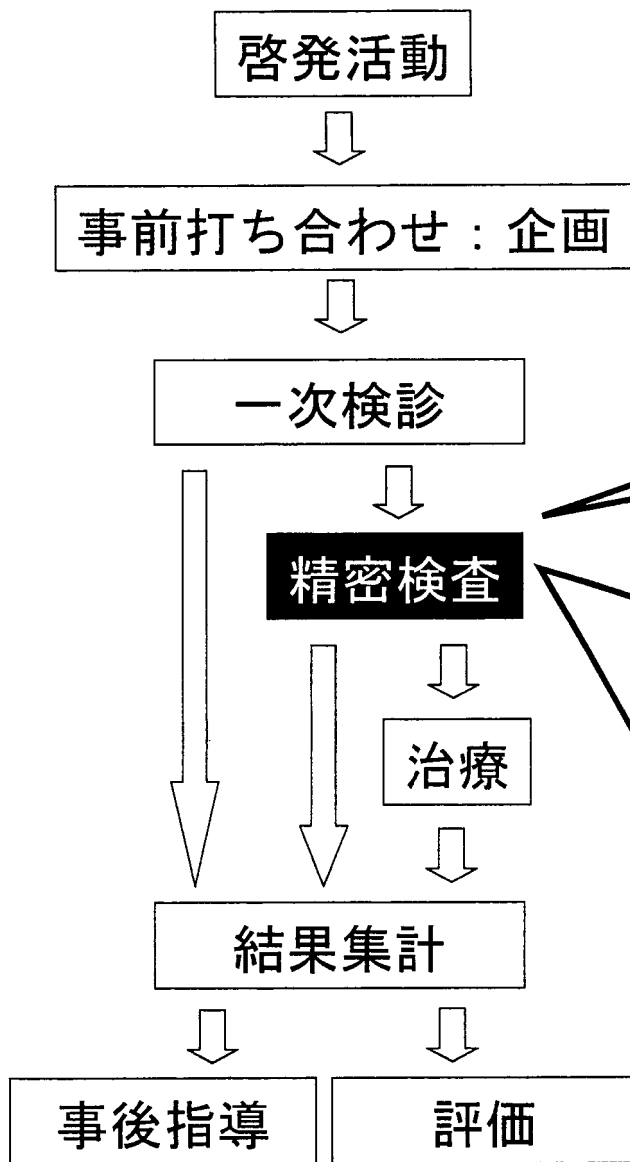 啓発活動
事前打ち合わせ：企画
一次検診
精密検査
治療
結果集計
事後指導
評価